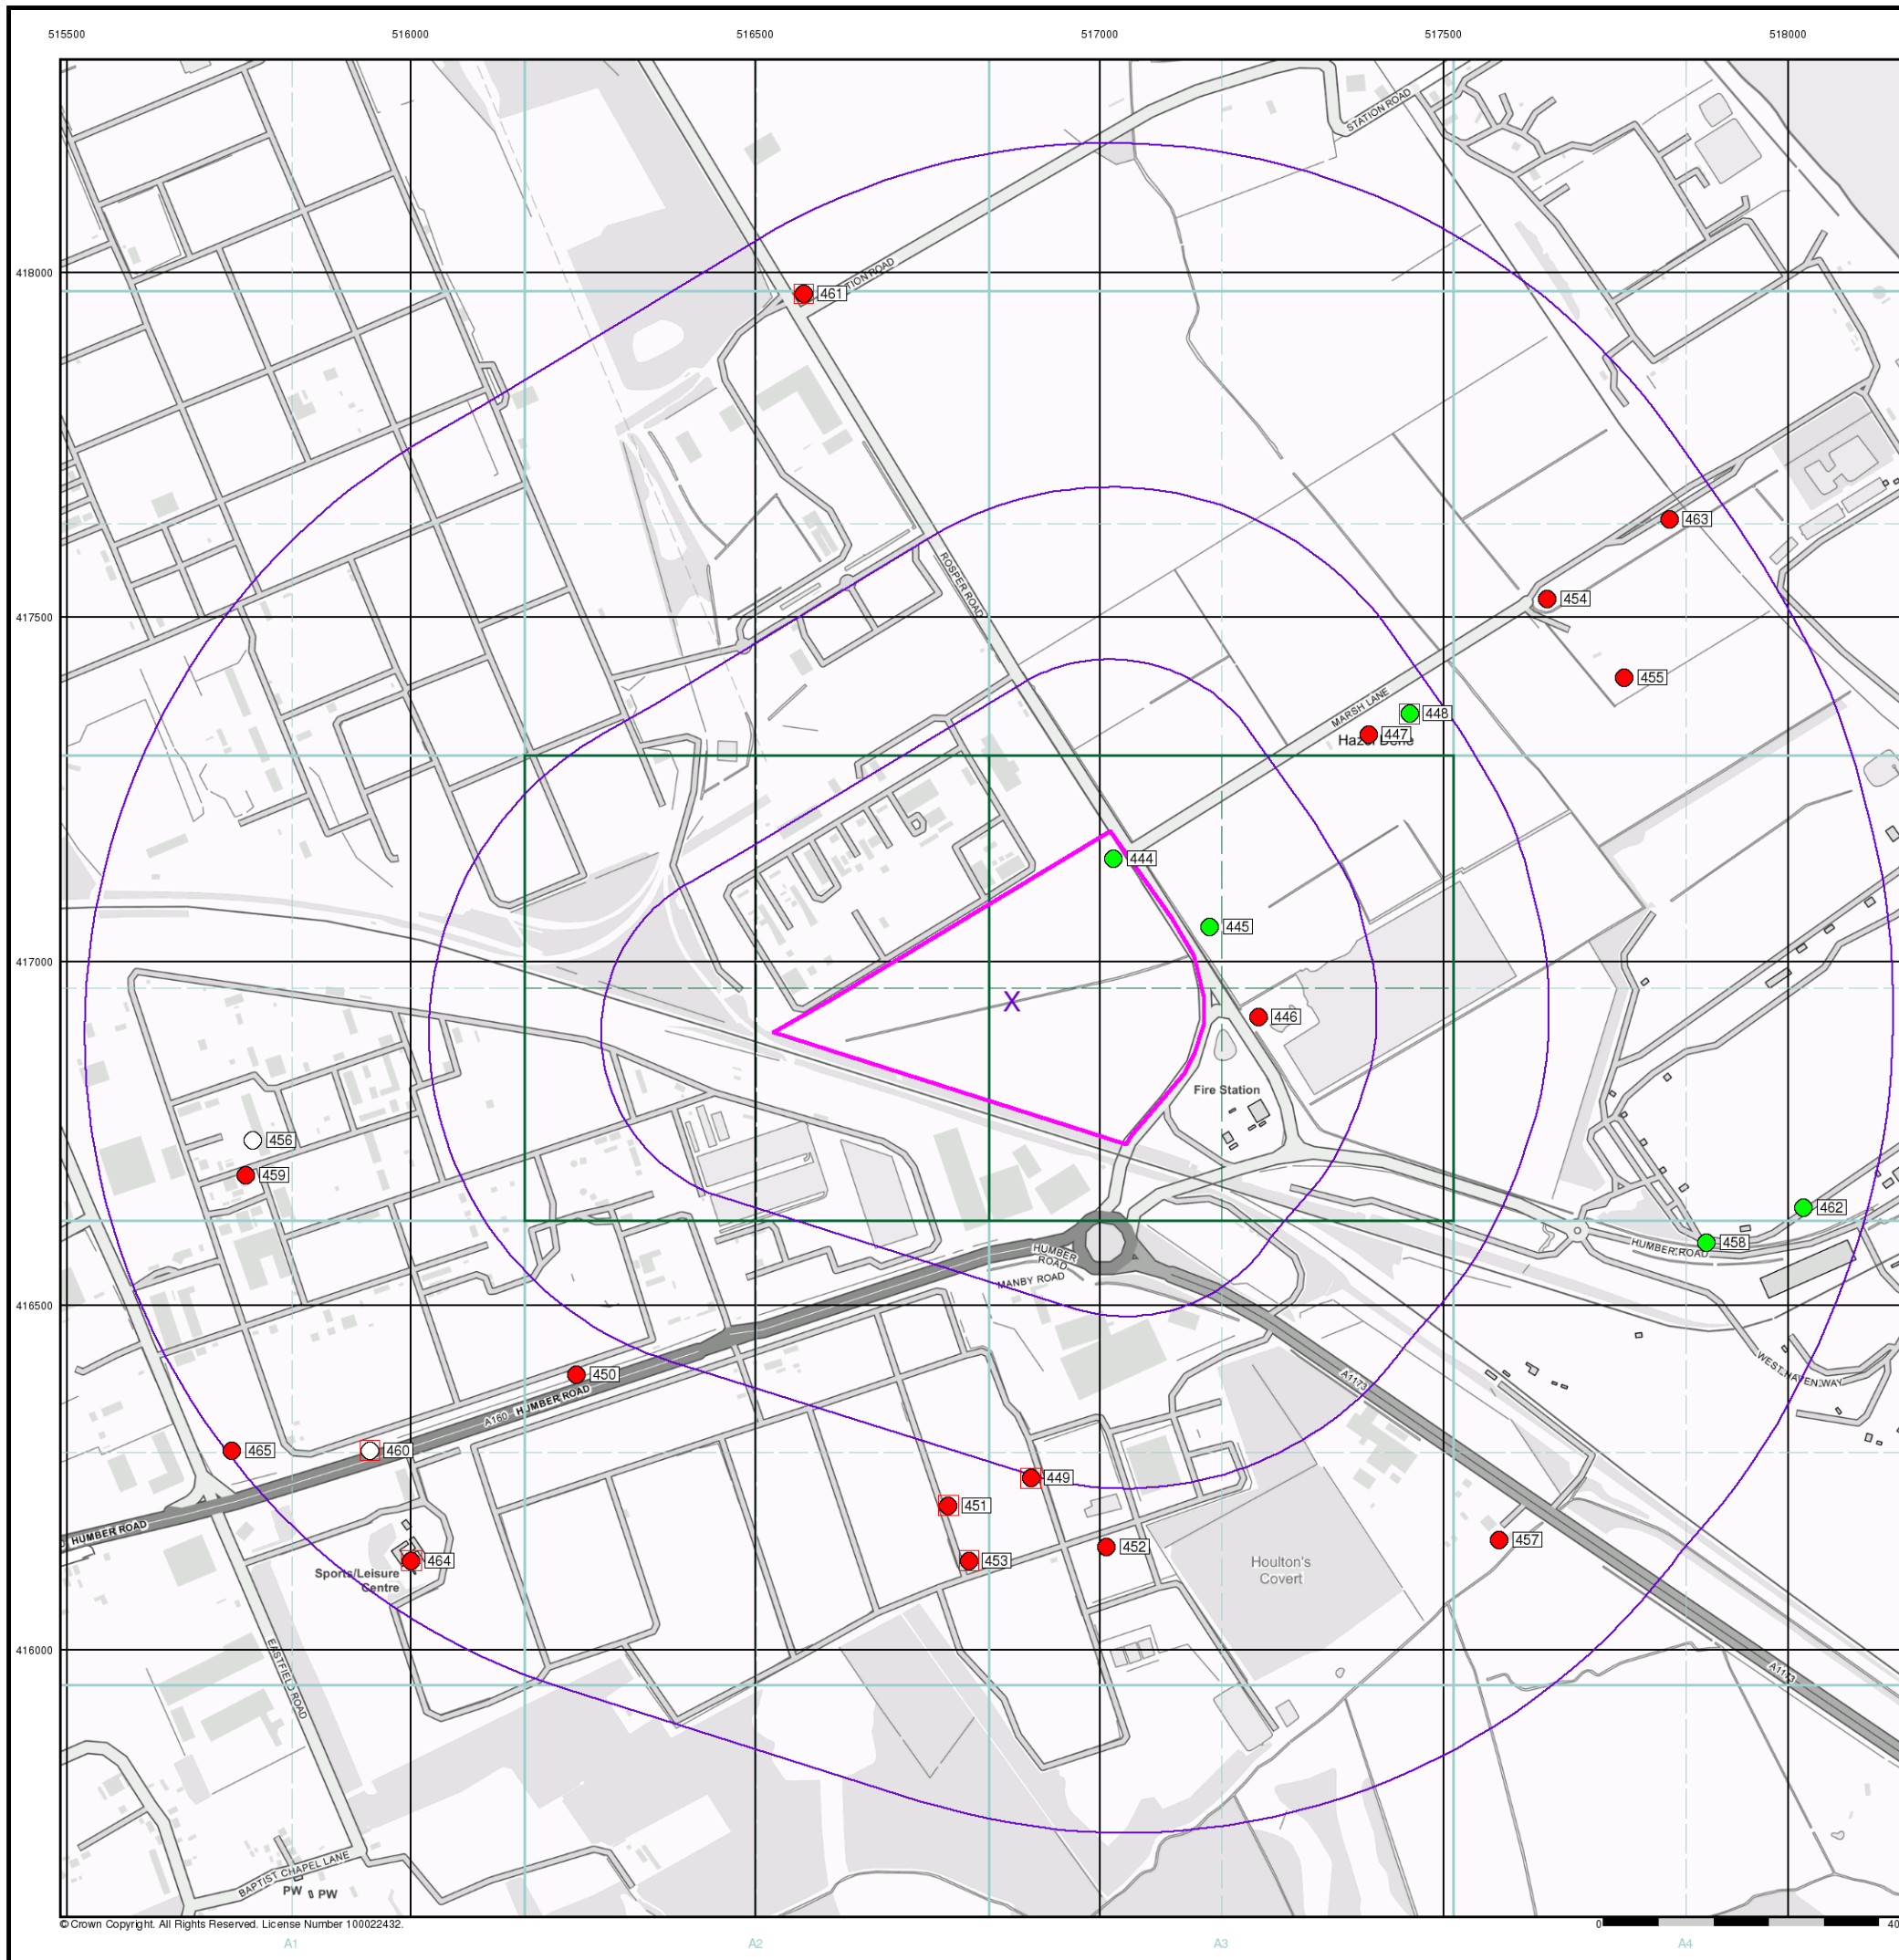 515500 516000 516500 517000 517500 518000
STATION ROAD
418000
461
TION ROAD
463
ROSPER ROAD
454
417500
455
MARSH LANE
448
447
444
445
417000
X
446
Fire Station
456
459
462
458
HUMBER ROAD
HUMBER
ROAD
MANBY ROAD
416500
WEST HAVEN WAY
A1173
450
A160 HUMBER ROAD
465
460
449
451
457
452
HUMBER ROAD
464
453
Houlton's
Covert
Sports/Leisure
Centre
416000
EASTFIELD ROAD
A1173
BAPTIST CHAPEL LANE
PW PW
© Crown Copyright. All Rights Reserved. License Number 100022432.
0 40
A1 A2 A3 A4